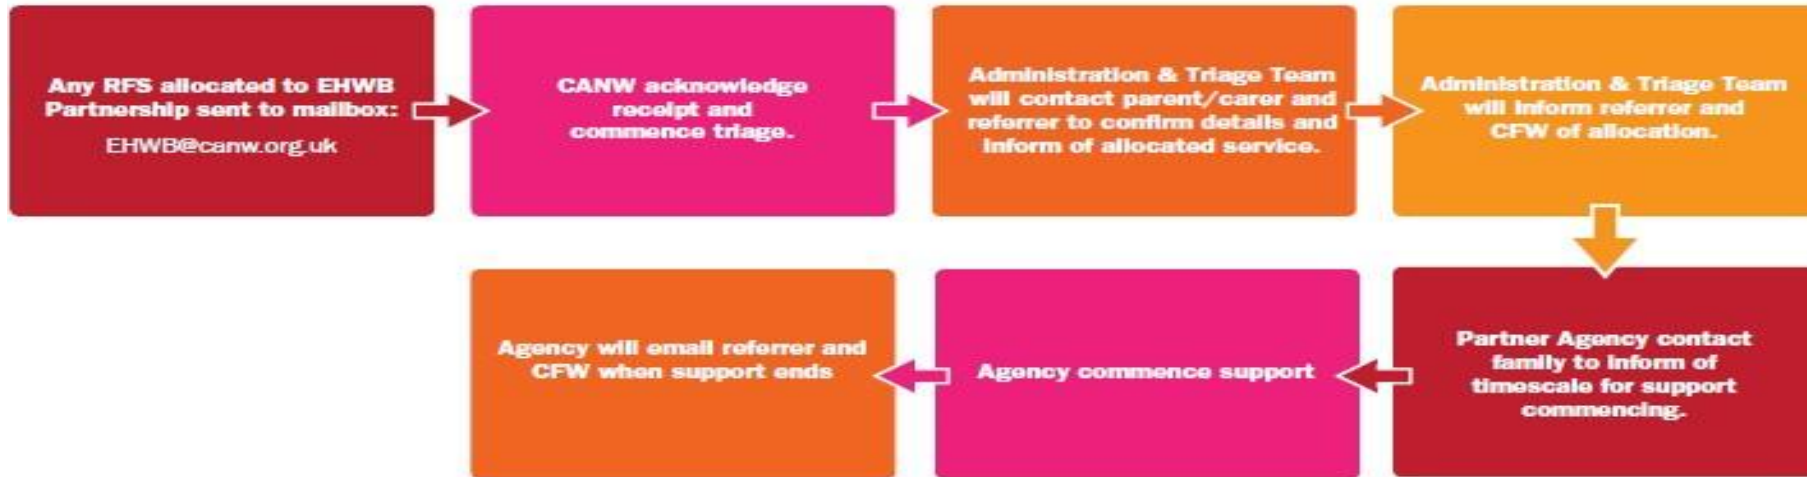 Any RFS allocated to EHWB
Partnership sent to mailbox:
EHWB@canw.org.uk
CANW acknowledge
receipt and
commence triage.
Administration & Triage Team
will contact parent/carer and
referrer to confirm details and
inform of allocated service.
Administration & Triage Team
will inform referrer and
CFW of allocation.
Partner Agency contact
family to inform of
timescale for support
commencing.
Agency commence support
Agency will email referrer and
CFW when support ends